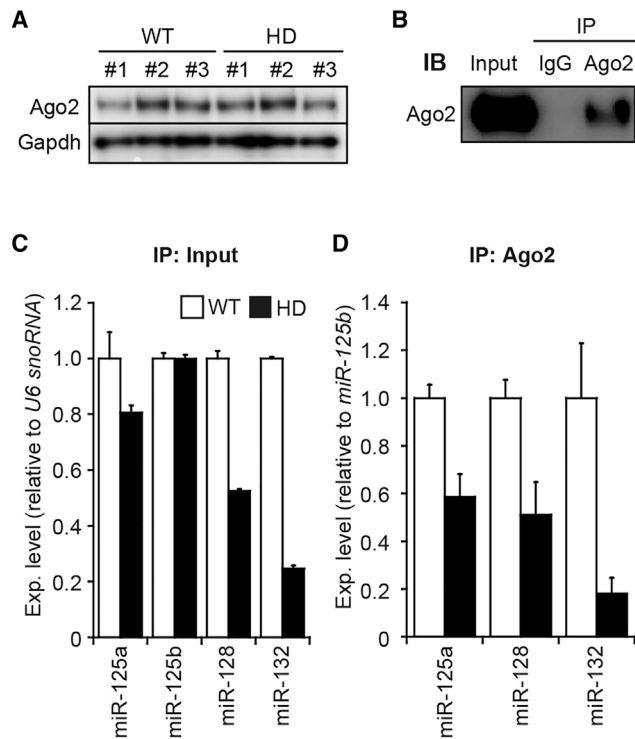 A
WT HD
#1 #2 #3 #1 #2 #3
Ago2
Gapdh
B
IP
IB Input IgG Ago2
Ago2
C
IP: Input
Exp. level (relative to U6 snoRNA)
WT HD
1.2
1.0
0.8
0.6
0.4
0.2
0
miR-125a
miR-125b
miR-128
miR-132
D
IP: Ago2
Exp. level (relative to miR-125b)
1.4
1.2
1.0
0.8
0.6
0.4
0.2
0
miR-125a
miR-128
miR-132